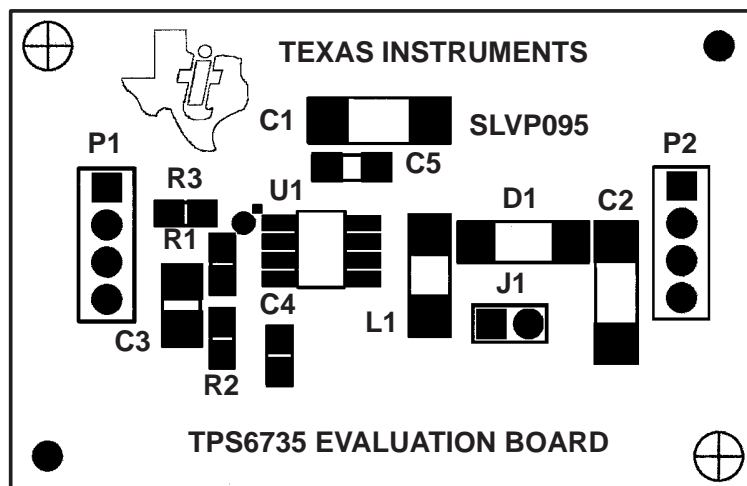 TEXAS INSTRUMENTS
C1
SLVP095
P1
C5
P2
R3
U1
D1
C2
R1
J1
C4
L1
C3
R2
TPS6735 EVALUATION BOARD